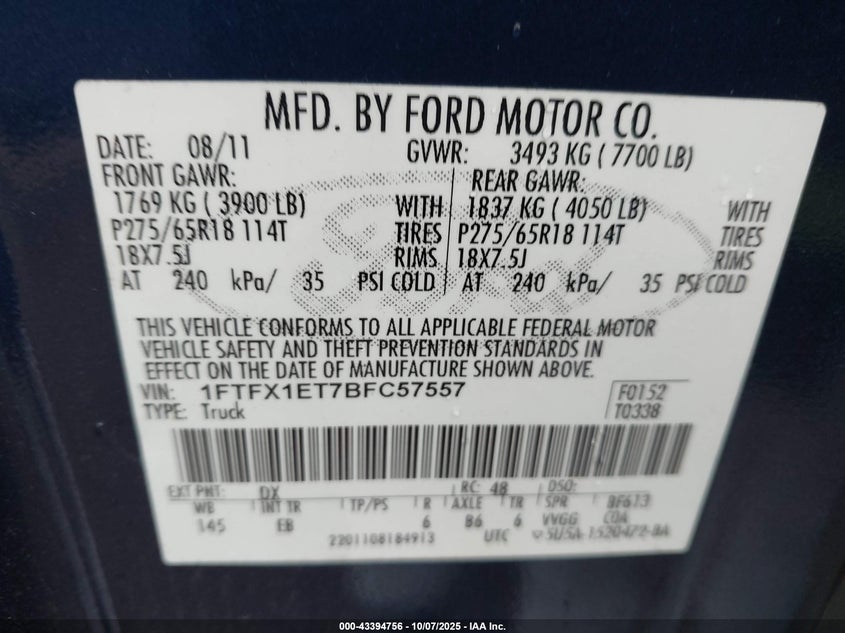 MFD. BY FORD MOTOR CO.
DATE: 08/11 GVWR: 3493 KG ( 7700 LB)
FRONT GAWR: REAR GAWR:
1769 KG ( 3900 LB) WITH 1837 KG ( 4050 LB) WITH
P275/65R18 114T TIRES P275/65R18 114T TIRES
18X7.5J RIMS 18X7.5J RIMS
AT 240 kPa/ 35 PSI COLD AT 240 kPa/ 35 PSI COLD
Ford
THIS VEHICLE CONFORMS TO ALL APPLICABLE FEDERAL MOTOR
VEHICLE SAFETY AND THEFT PREVENTION STANDARDS IN
EFFECT ON THE DATE OF MANUFACTURE SHOWN ABOVE.
VIN: 1FTFX1ET7BFC57557 F0152
TYPE: Truck T0338
EXT PNT: DX RC: 48 DSO:
WB INT TR TP/PS R AXLE TR SPR BF613
145 EB 6 B6 6 VVGG COA
2201108184913 UTC
000-43394756 - 10/07/2025 - IAA Inc.